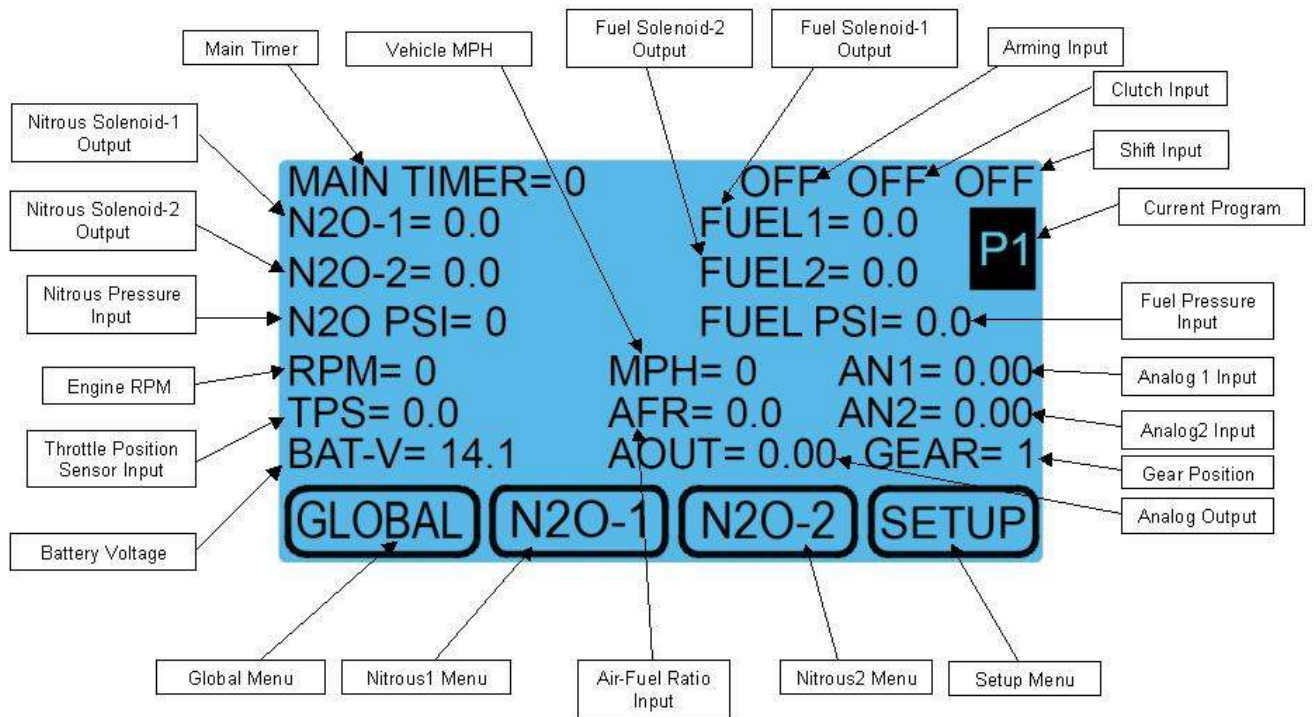 Main Timer
Vehicle MPH
Fuel Solenoid-2
Output
Fuel Solenoid-1
Output
Arming Input
Clutch Input
Shift Input
Current Program
Nitrous Solenoid-1
Output
Nitrous Solenoid-2
Output
Nitrous Pressure
Input
Engine RPM
Throttle Position
Sensor Input
Battery Voltage
MAIN TIMER= 0 OFF OFF OFF
N2O-1= 0.0 FUEL1= 0.0
P1
N2O-2= 0.0 FUEL2= 0.0
N2O PSI= 0 FUEL PSI= 0.0
RPM= 0 MPH= 0 AN1= 0.00
TPS= 0.0 AFR= 0.0 AN2= 0.00
BAT-V= 14.1 AOUT= 0.00 GEAR= 1
GLOBAL N2O-1 N2O-2 SETUP
Fuel Pressure
Input
Analog 1 Input
Analog2 Input
Gear Position
Analog Output
Global Menu
Nitrous1 Menu
Air-Fuel Ratio
Input
Nitrous2 Menu
Setup Menu